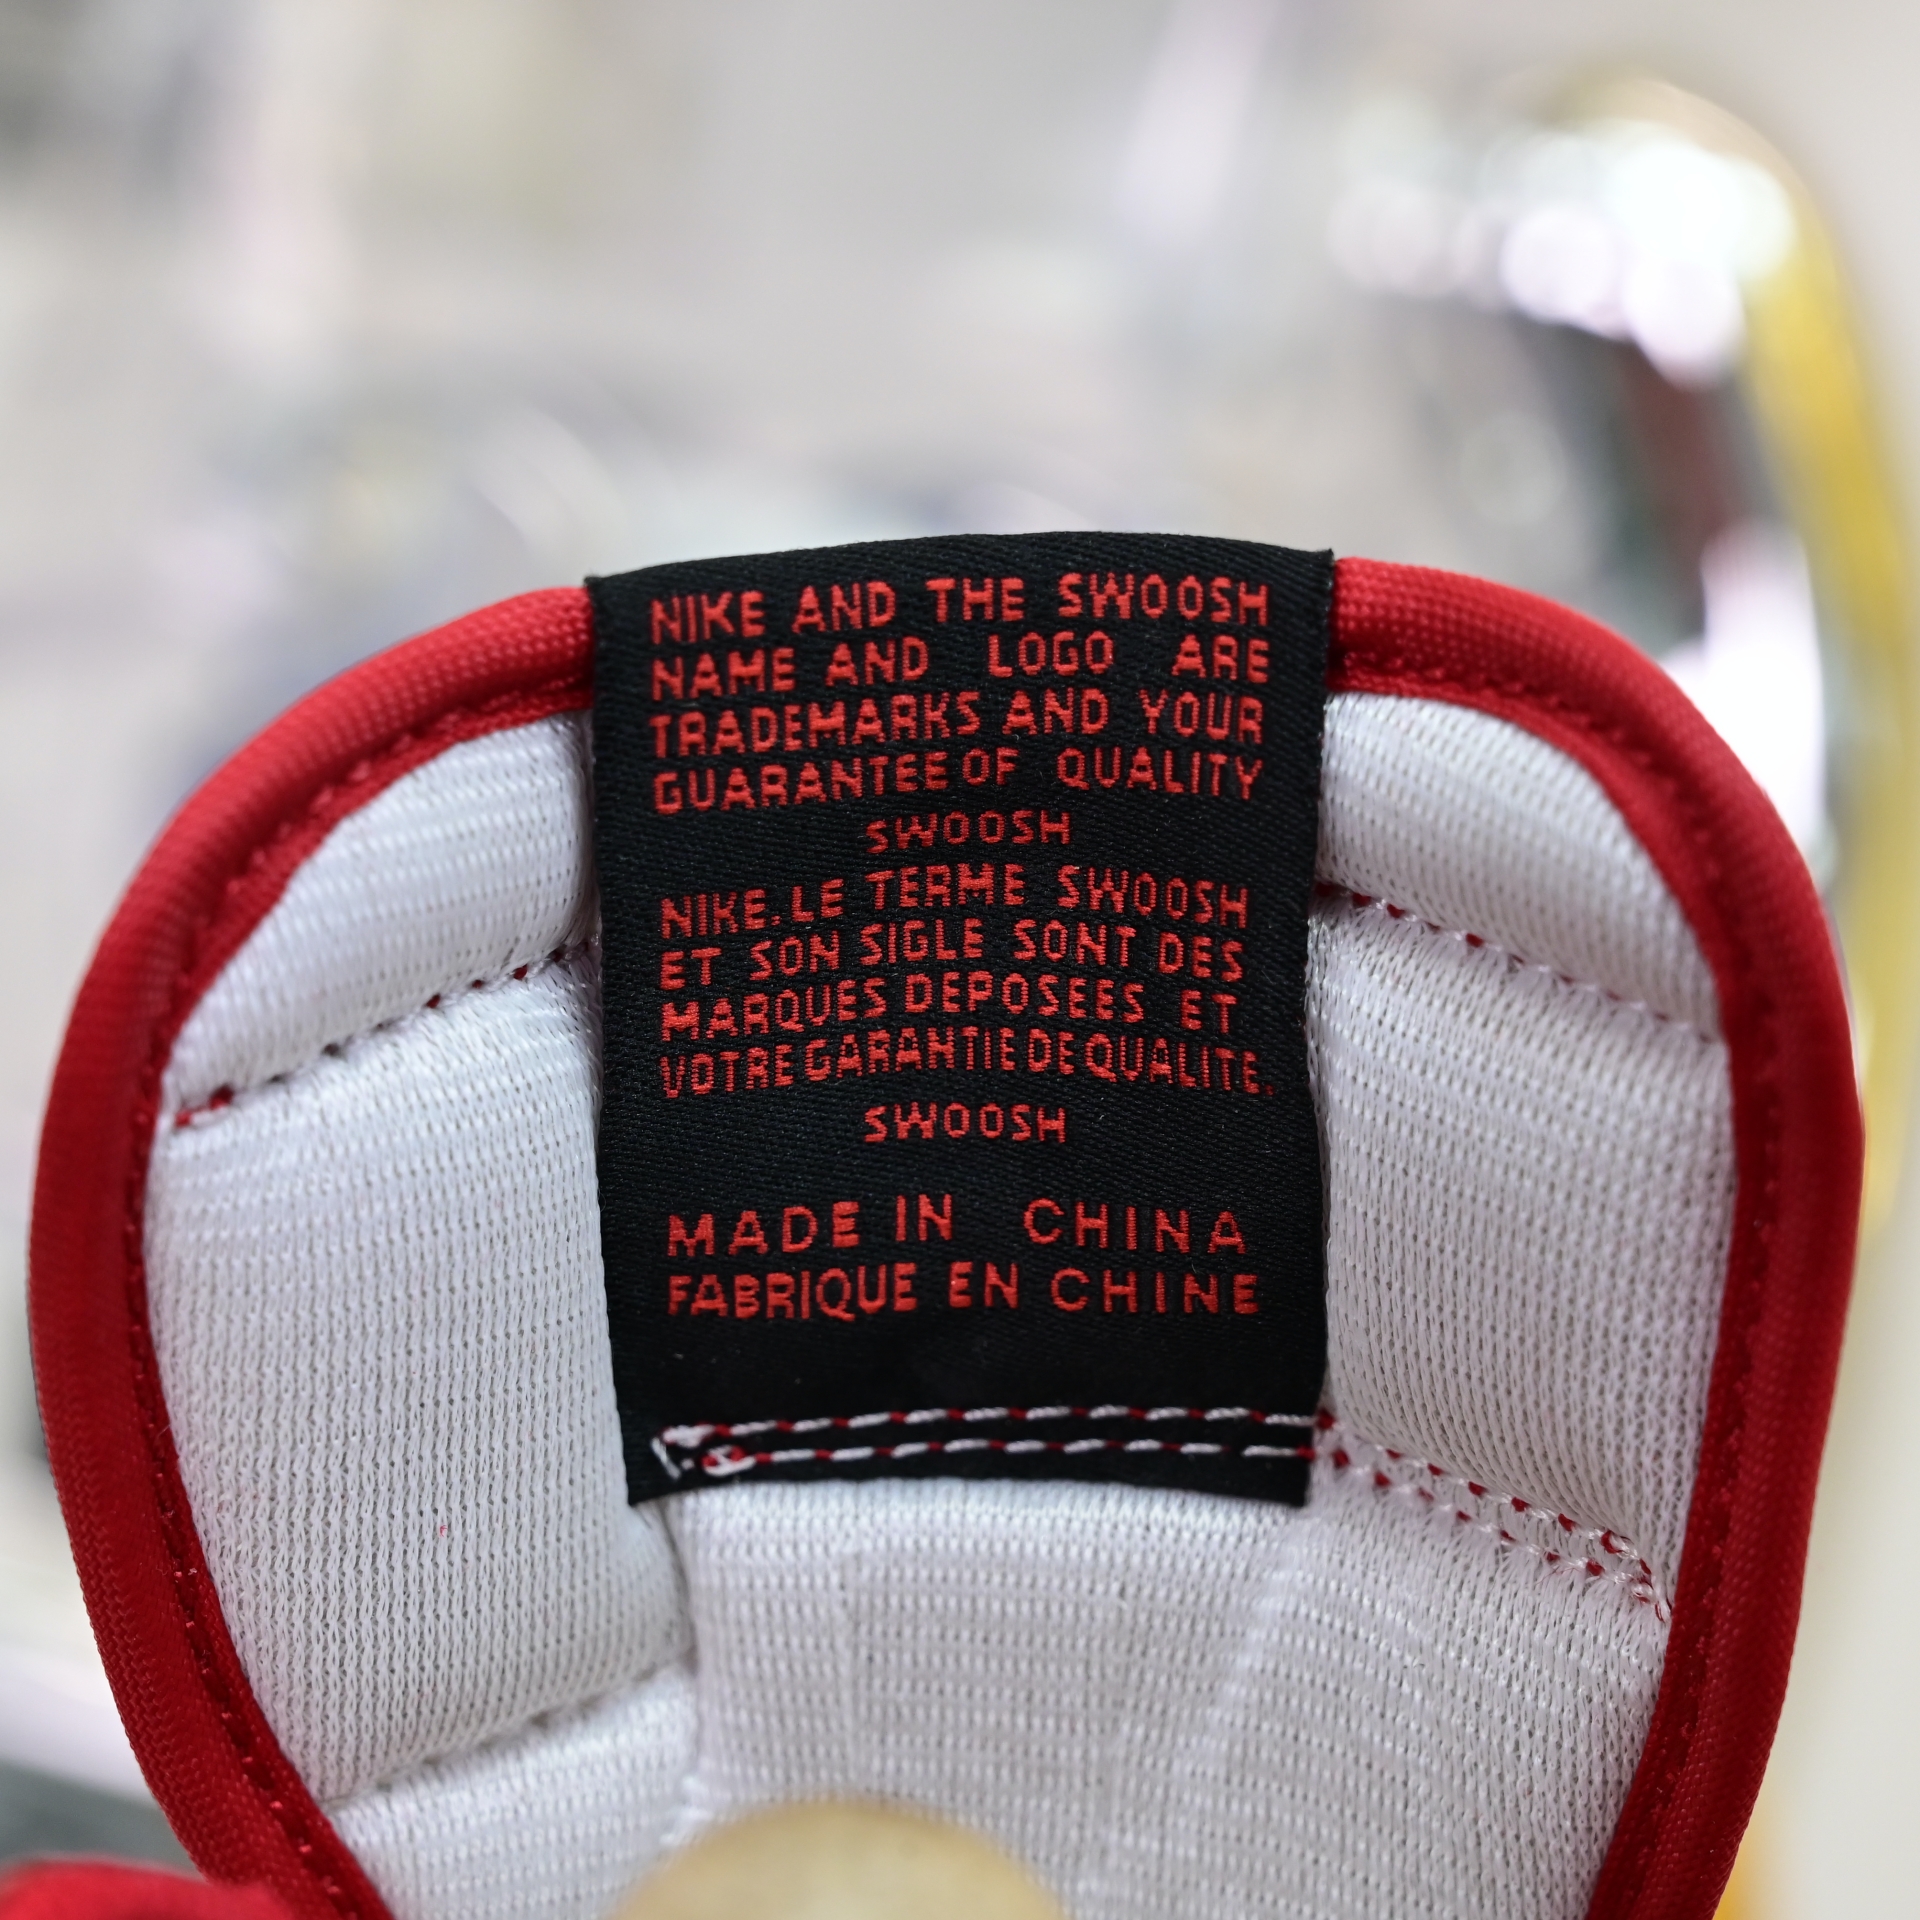 NIKE AND THE SWOOSH
NAME AND LOGO ARE
TRADEMARKS AND YOUR
GUARANTEE OF QUALITY
SWOOSH
NIKE.LE TERME SWOOSH
ET SON SIGLE SONT DES
MARQUES DEPOSEES ET
VOTRE GARANTIE DE QUALITE.
SWOOSH
MADE IN CHINA
FABRIQUE EN CHINE